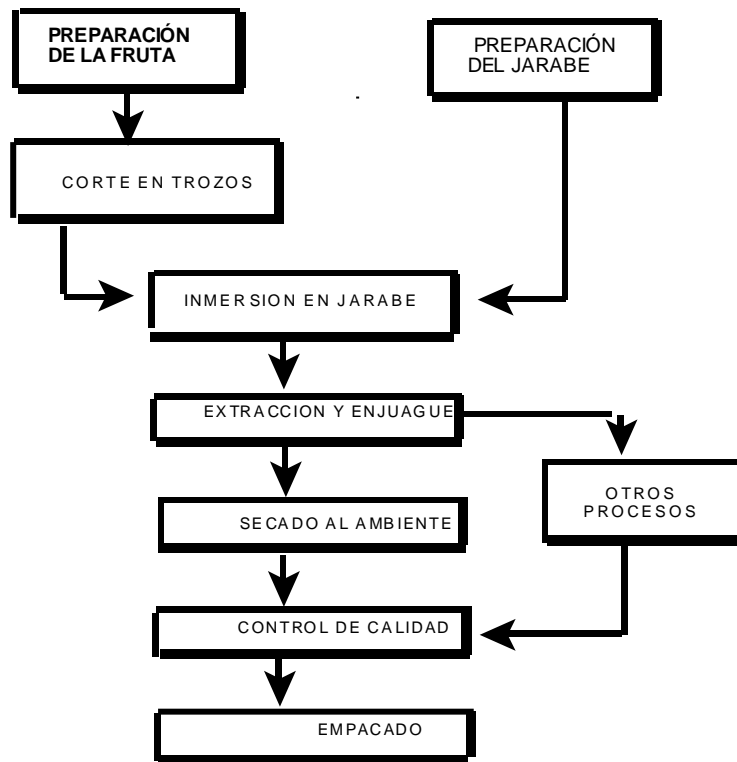 PREPARACIÓN
DE LA FRUTA
PREPARACIÓN
DEL JARABE
CORTE EN TROZOS
INMERSION EN JARABE
EXTRACCION Y ENJUAGUE
OTROS
PROCESOS
SECADO AL AMBIENTE
CONTROL DE CALIDAD
EMPACADO